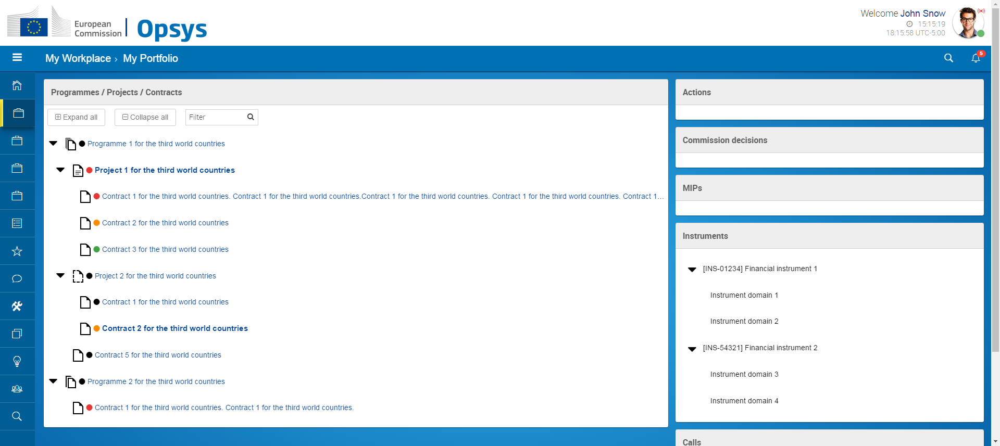 European
Commission
Opsys
Welcome John Snow
15:15:19
18:15:58 UTC-5:00
My Workplace › My Portfolio
5
Programmes / Projects / Contracts
Expand all
Collapse all
Filter
Programme 1 for the third world countries
Project 1 for the third world countries
Contract 1 for the third world countries. Contract 1 for the third world countries.Contract 1 for the third world countries. Contract 1 for the third world countries. Contract 1...
Contract 2 for the third world countries
Contract 3 for the third world countries
Project 2 for the third world countries
Contract 1 for the third world countries
Contract 2 for the third world countries
Contract 5 for the third world countries
Programme 2 for the third world countries
Contract 1 for the third world countries. Contract 1 for the third world countries.
Actions
Commission decisions
MIPs
Instruments
[INS-01234] Financial instrument 1
Instrument domain 1
Instrument domain 2
[INS-54321] Financial instrument 2
Instrument domain 3
Instrument domain 4
Calls